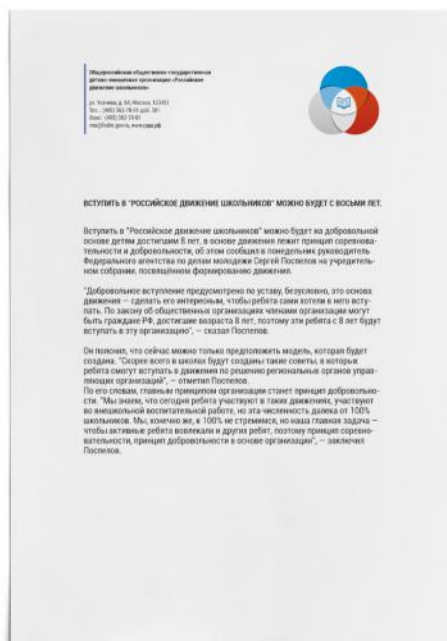 Общероссийская общественно-государственная
детско-юношеская организация «Российское
движение школьников»
ул. Усачева, д. 64, Москва,
ВСТУПИТЬ В "РОССИЙСКОЕ ДВИЖЕНИЕ ШКОЛЬНИКОВ" МОЖНО БУДЕТ С ВОСЬМИ ЛЕТ.
Вступить в "Российское движение школьников" можно будет на добровольной
основе детям достигшим 8 лет, в основе движения лежит принцип соревнова-
тельности и добровольности, об этом сообщил в понедельник руководитель
Федерального агентства по делам молодежи Сергей Поспелов на учредитель-
ном собрании, посвящённом формированию движения.
"Добровольное вступление предусмотрено по уставу, безусловно, это основа
движения — сделать его интересным, чтобы ребята сами хотели в него всту-
пать. По закону об общественных организациях членами организации могут
быть граждане РФ, достигшие возраста 8 лет, поэтому эти ребята с 8 лет будут
вступать в эту организацию", — сказал Поспелов.
Он пояснил, что сейчас можно только предположить модель, которая будет
создана. "Скорее всего в школах будут созданы такие советы, в которых
ребята смогут вступать в движения по решению региональных органов управ-
ляющих организаций", — отметил Поспелов.
По его словам, главным принципом организации станет принцип добровольно-
сти. "Мы знаем, что сегодня ребята участвуют в таких движениях, участвуют
во внешкольной воспитательной работе, но эта численность далека от 100%
школьников. Мы, конечно же, к 100% не стремимся, но наша главная задача —
чтобы активные ребята вовлекали и других ребят, поэтому принцип соревно-
вательности, принцип добровольности в основе организации", — заключил
Поспелов.